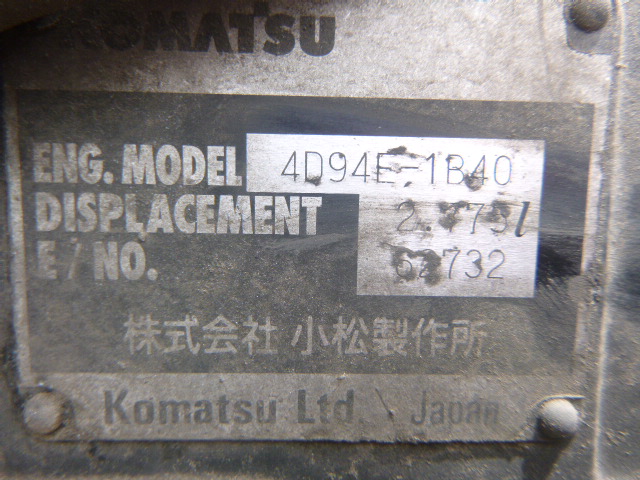 KOMATSU
ENG. MODEL 4D94E-1B40
DISPLACEMENT l
E/NO.
株式会社 小松製作所
Komatsu Ltd. Japan